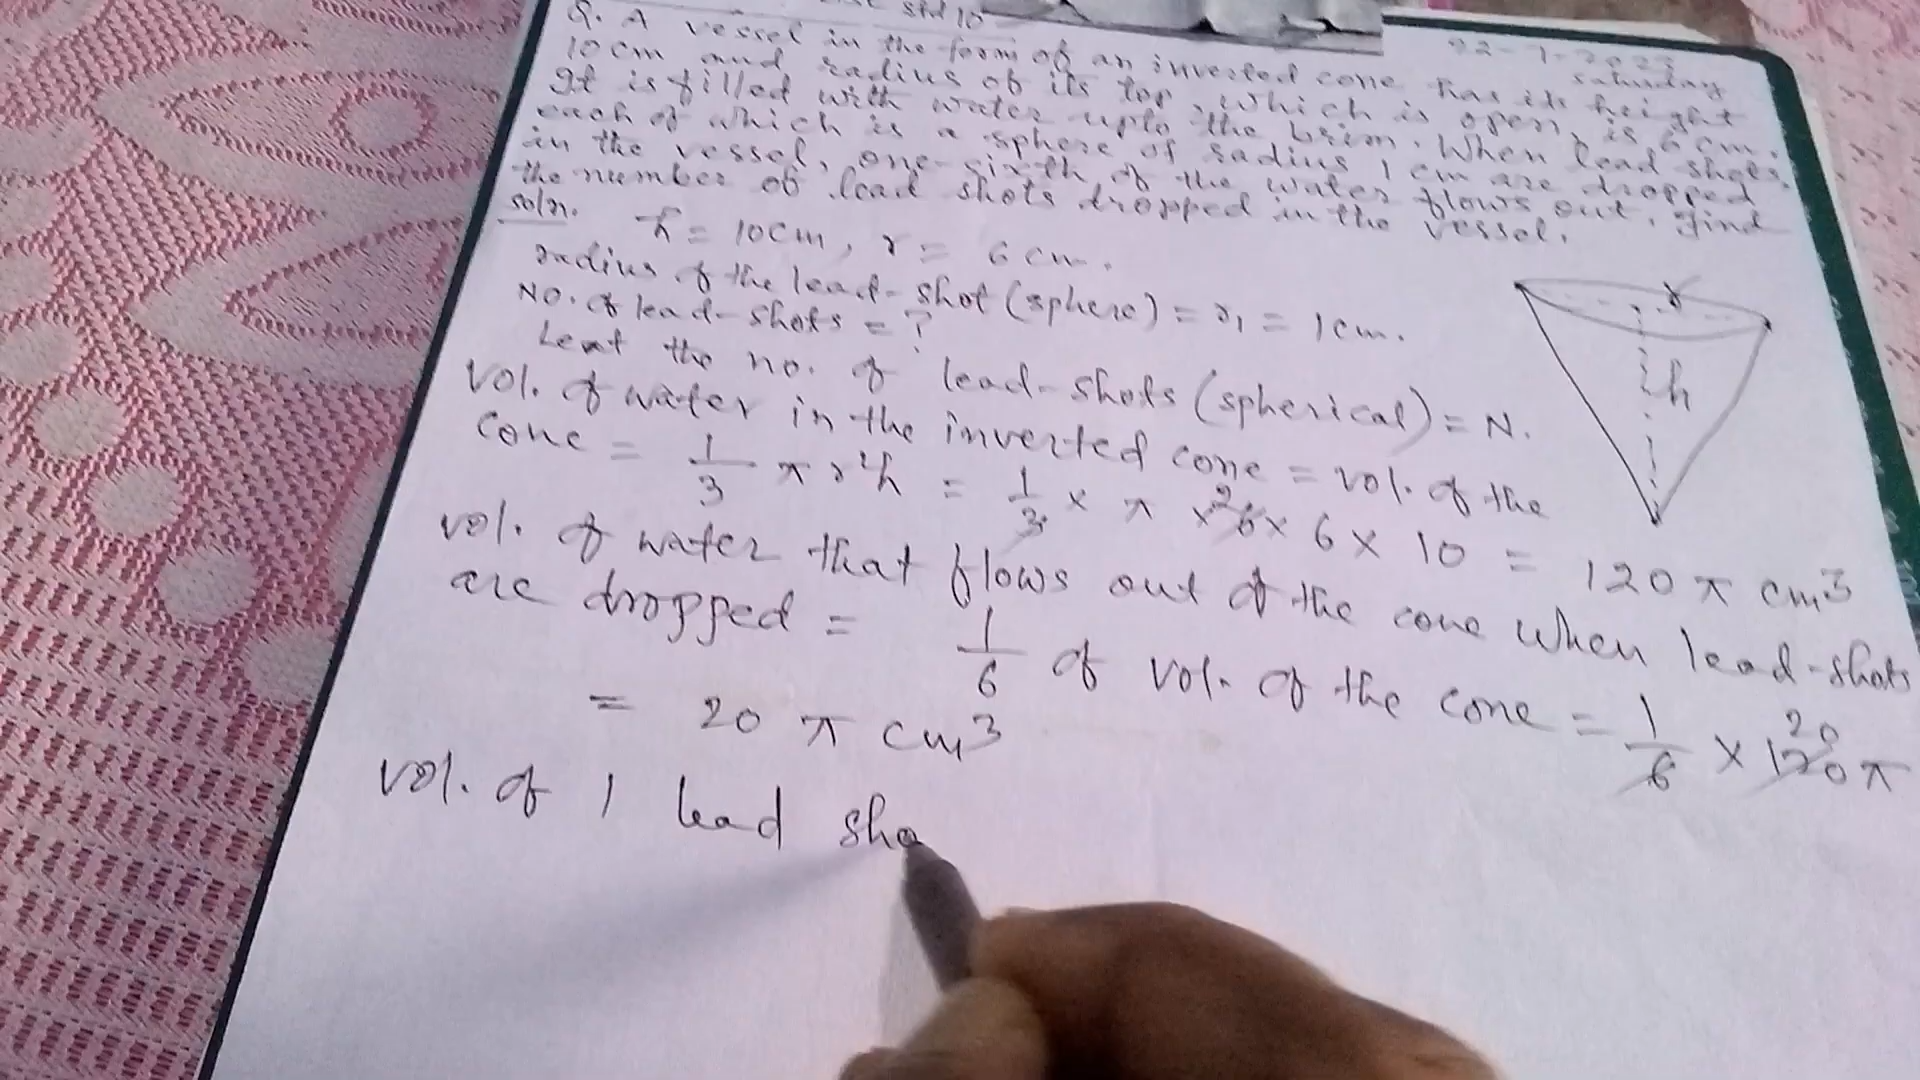 std 10
22-7-2023
Saturday
Q. A vessel in the form of an inverted cone has its height
10 cm and radius of its top, which is open, is 6 cm.
It is filled with water upto the brim. When lead shots,
each of which is a sphere of radius 1 cm are dropped
in the vessel, one-sixth of the water flows out. Find
the number of lead shots dropped in the vessel.
soln.
h = 10cm, r = 6 cm.
radius of the lead-shot (sphere) = r₁ = 1cm.
No. of lead-shots = ?
Let the no. of lead-shots (spherical) = N.
vol. of water in the inverted cone = vol. of the
cone = 1/3 π r²h = 1/3 × π × 6 2 × 6 × 10 = 120 π cm³
vol. of water that flows out of the cone when lead-shots
are dropped = 1/6 of vol. of the cone = 1/6 × 120 20 π
= 20 π cm³
vol. of 1 lead sho
r
h